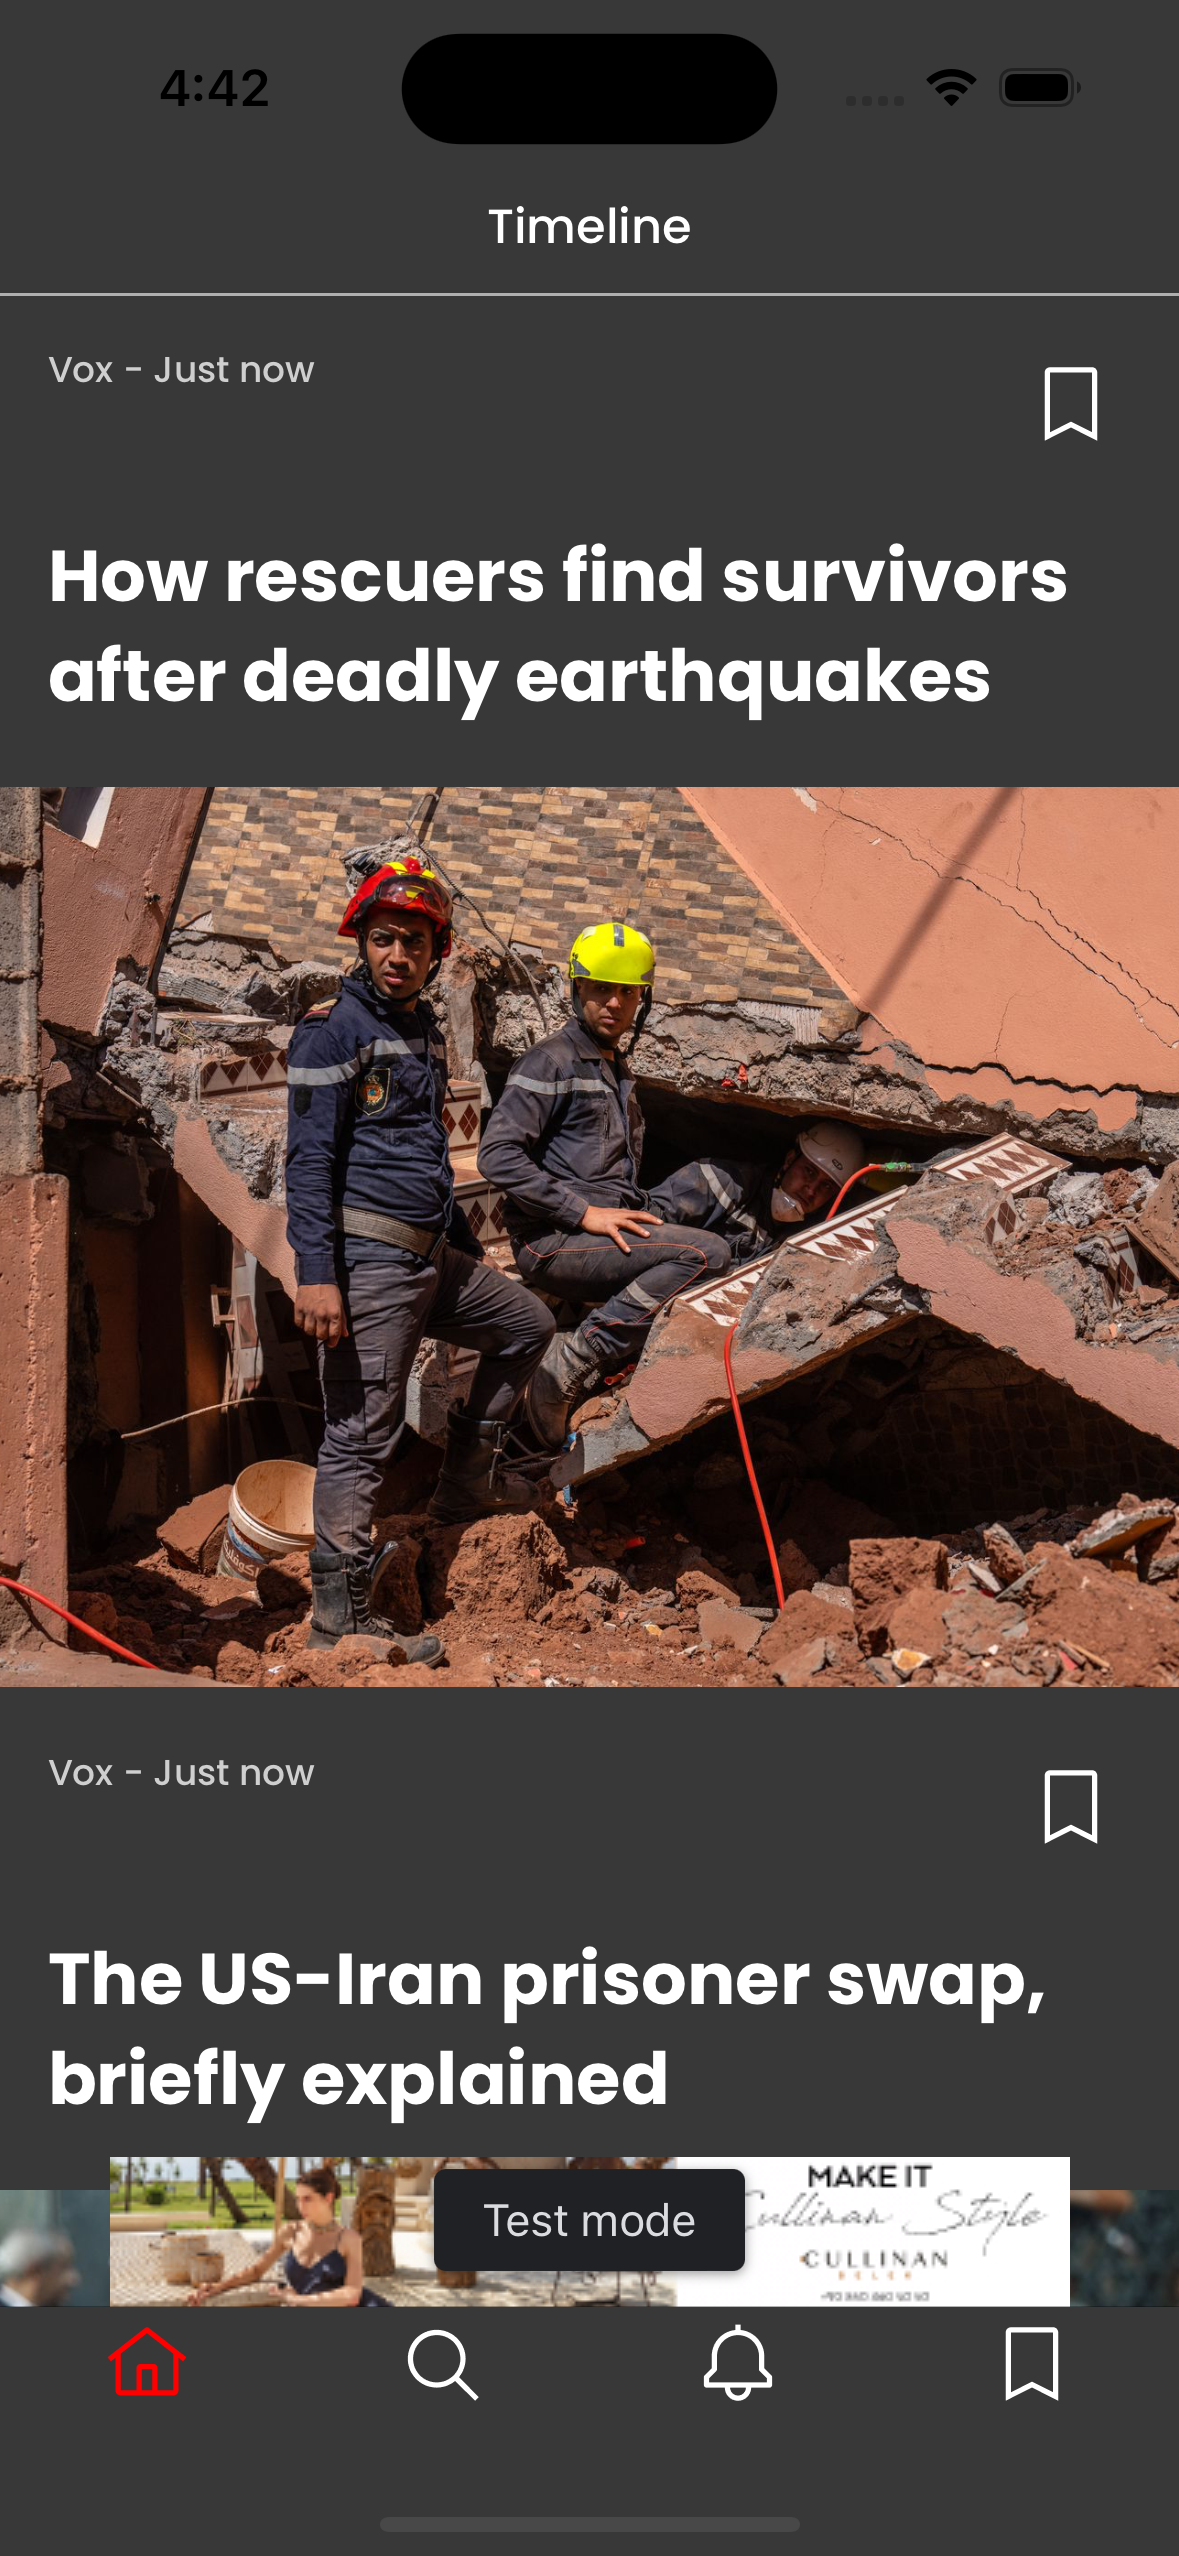 4:42
Timeline
Vox - Just now
How rescuers find survivors
after deadly earthquakes
Vox - Just now
The US-Iran prisoner swap,
briefly explained
Test mode
MAKE IT
Cullinan Style
CULLINAN
BELEK